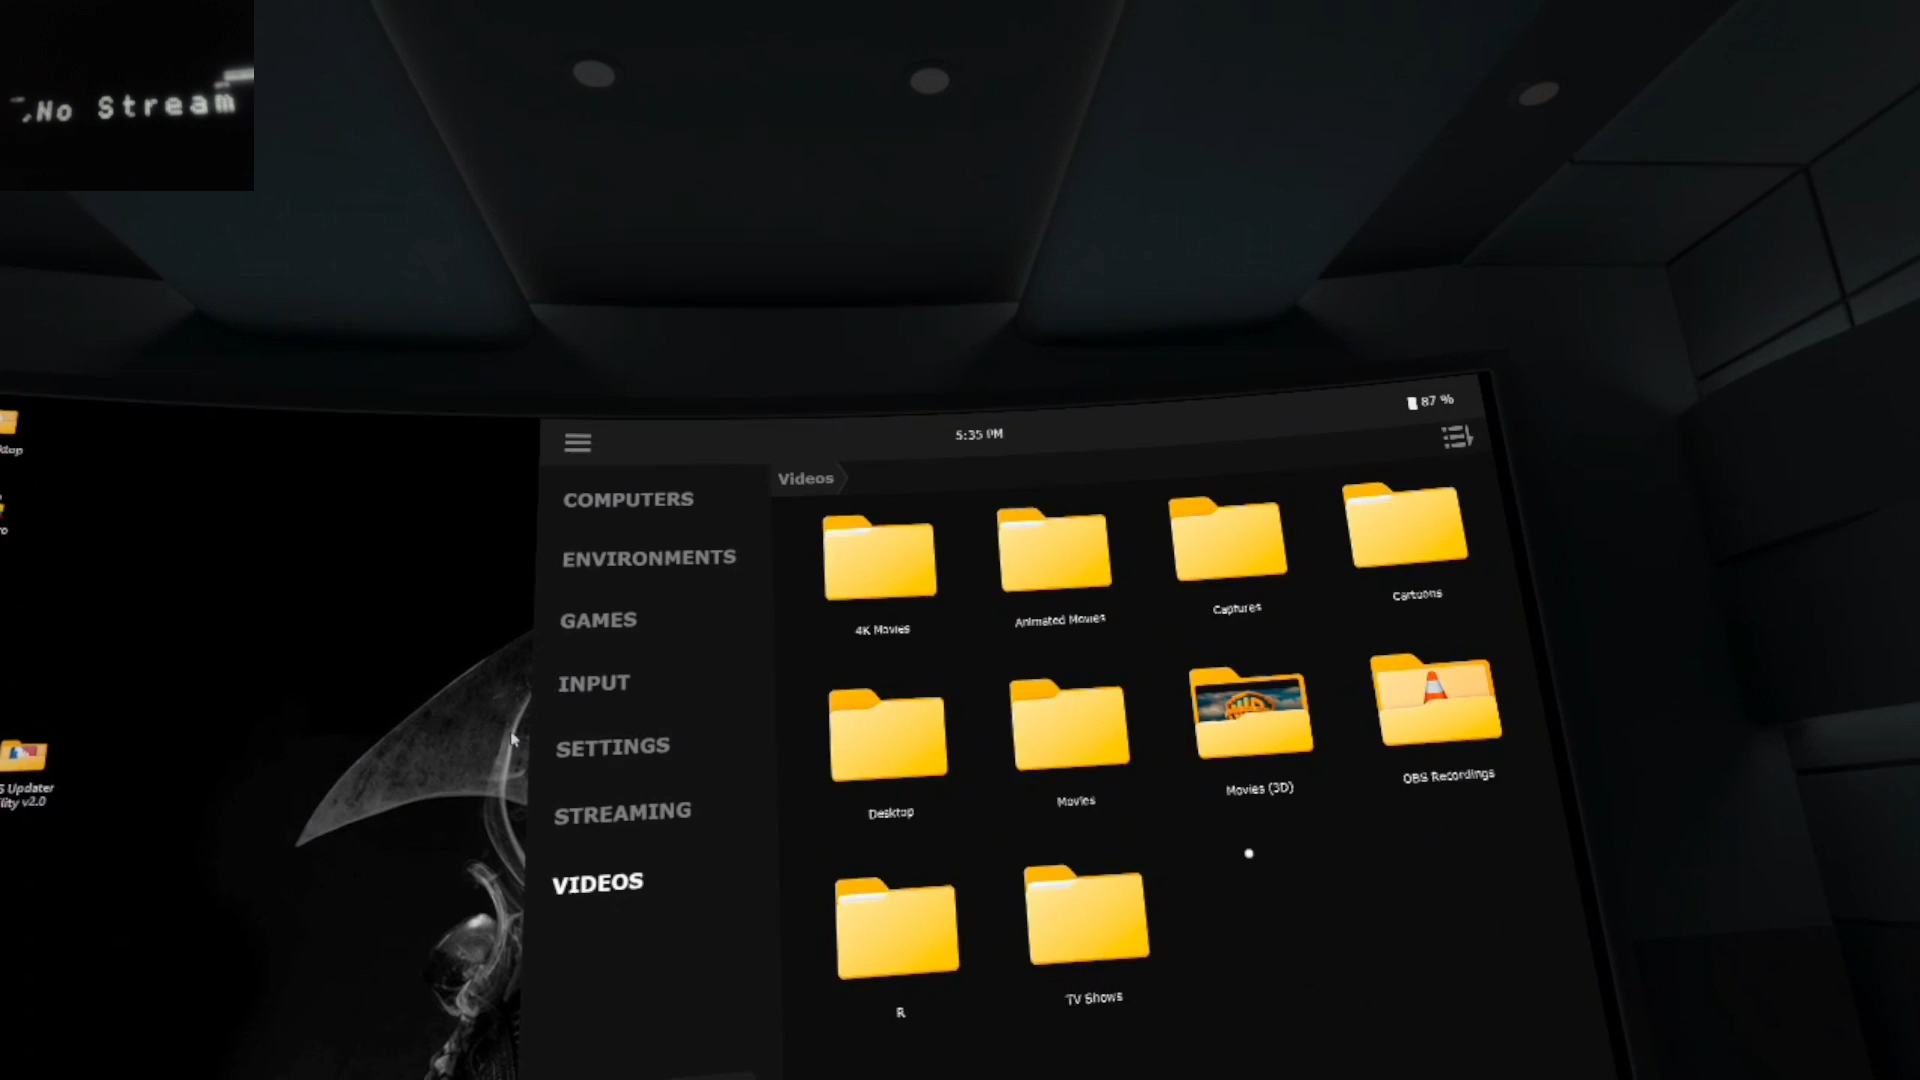 No Stream
87 %
5:35 PM
Videos
COMPUTERS
ENVIRONMENTS
GAMES
INPUT
SETTINGS
STREAMING
VIDEOS
4K Movies
Animated Movies
Captures
Cartoons
Desktop
Movies
Movies (3D)
OBS Recordings
R
TV Shows
Updater
v2.0